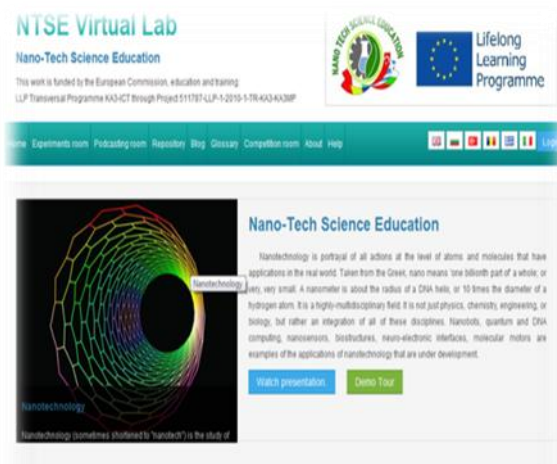 NTSE Virtual Lab
Nano-Tech Science Education
This work is funded by the European Commission, education and training
LLP Transversal Programme KA3-ICT through Project 511787-LLP-1-2010-1-TR-KA3-KA3MP
NANO TECH SCIENCE EDUCATION
Lifelong
Learning
Programme
Home Experiments room Podcasting room Repository Blog Glossary Competition room About Help
Nano-Tech Science Education
Nanotechnology is portrayal of all actions at the level of atoms and molecules that have
applications in the real world. Taken from the Greek, nano means 'one billionth part of a whole; or
very, very small. A nanometer is about the radius of a DNA helix, or 10 times the diameter of a
hydrogen atom. It is a highly-multidisciplinary field. It is not just physics, chemistry, engineering, or
biology, but rather an integration of all of these disciplines. Nanobots, quantum and DNA
computing, nanosensors, biostructures, neuro-electronic interfaces, molecular motors are
examples of the applications of nanotechnology that are under development.
Nanotechnology
Watch presentation
Demo Tour
Nanotechnology
Nanotechnology (sometimes shortened to "nanotech") is the study of